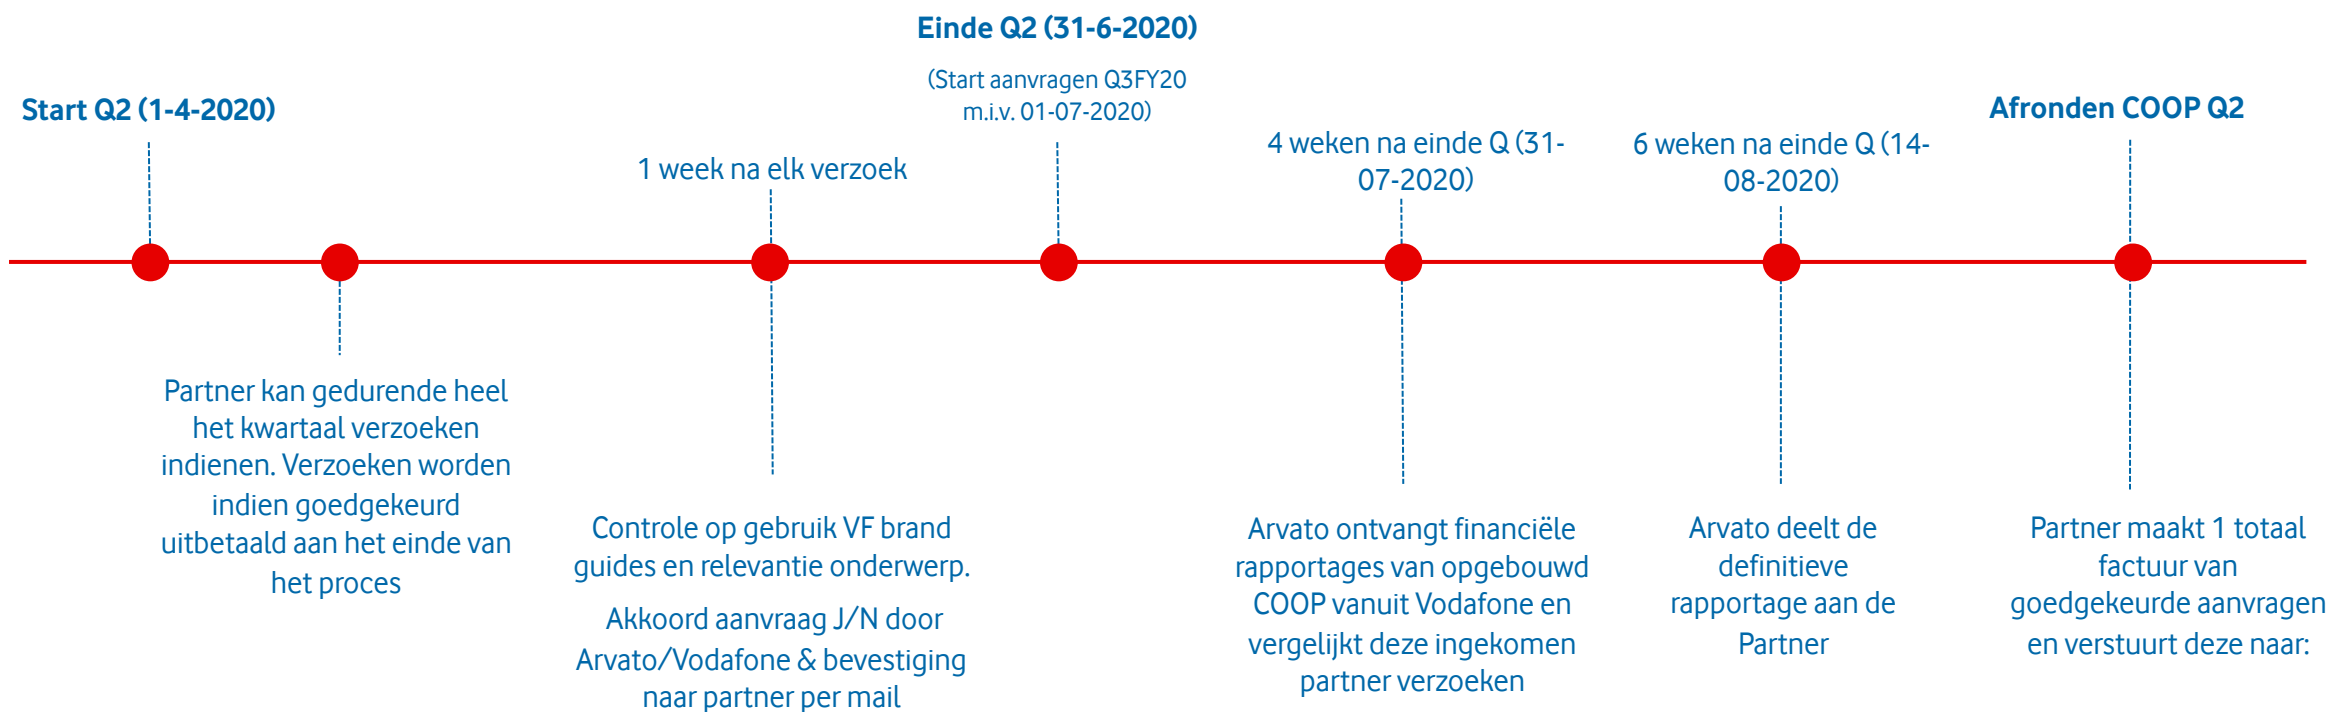 Einde Q2 (31-6-2020)
(Start aanvragen Q3FY20
m.i.v. 01-07-2020)
Start Q2 (1-4-2020)
1 week na elk verzoek
4 weken na einde Q (31-
07-2020)
6 weken na einde Q (14-
08-2020)
Afronden COOP Q2
Partner kan gedurende heel
het kwartaal verzoeken
indienen. Verzoeken worden
indien goedgekeurd
uitbetaald aan het einde van
het proces
Controle op gebruik VF brand
guides en relevantie onderwerp.
Akkoord aanvraag J/N door
Arvato/Vodafone & bevestiging
naar partner per mail
Arvato ontvangt financiële
rapportages van opgebouwd
COOP vanuit Vodafone en
vergelijkt deze ingekomen
partner verzoeken
Arvato deelt de
definitieve
rapportage aan de
Partner
Partner maakt 1 totaal
factuur van
goedgekeurde aanvragen
en verstuurt deze naar: